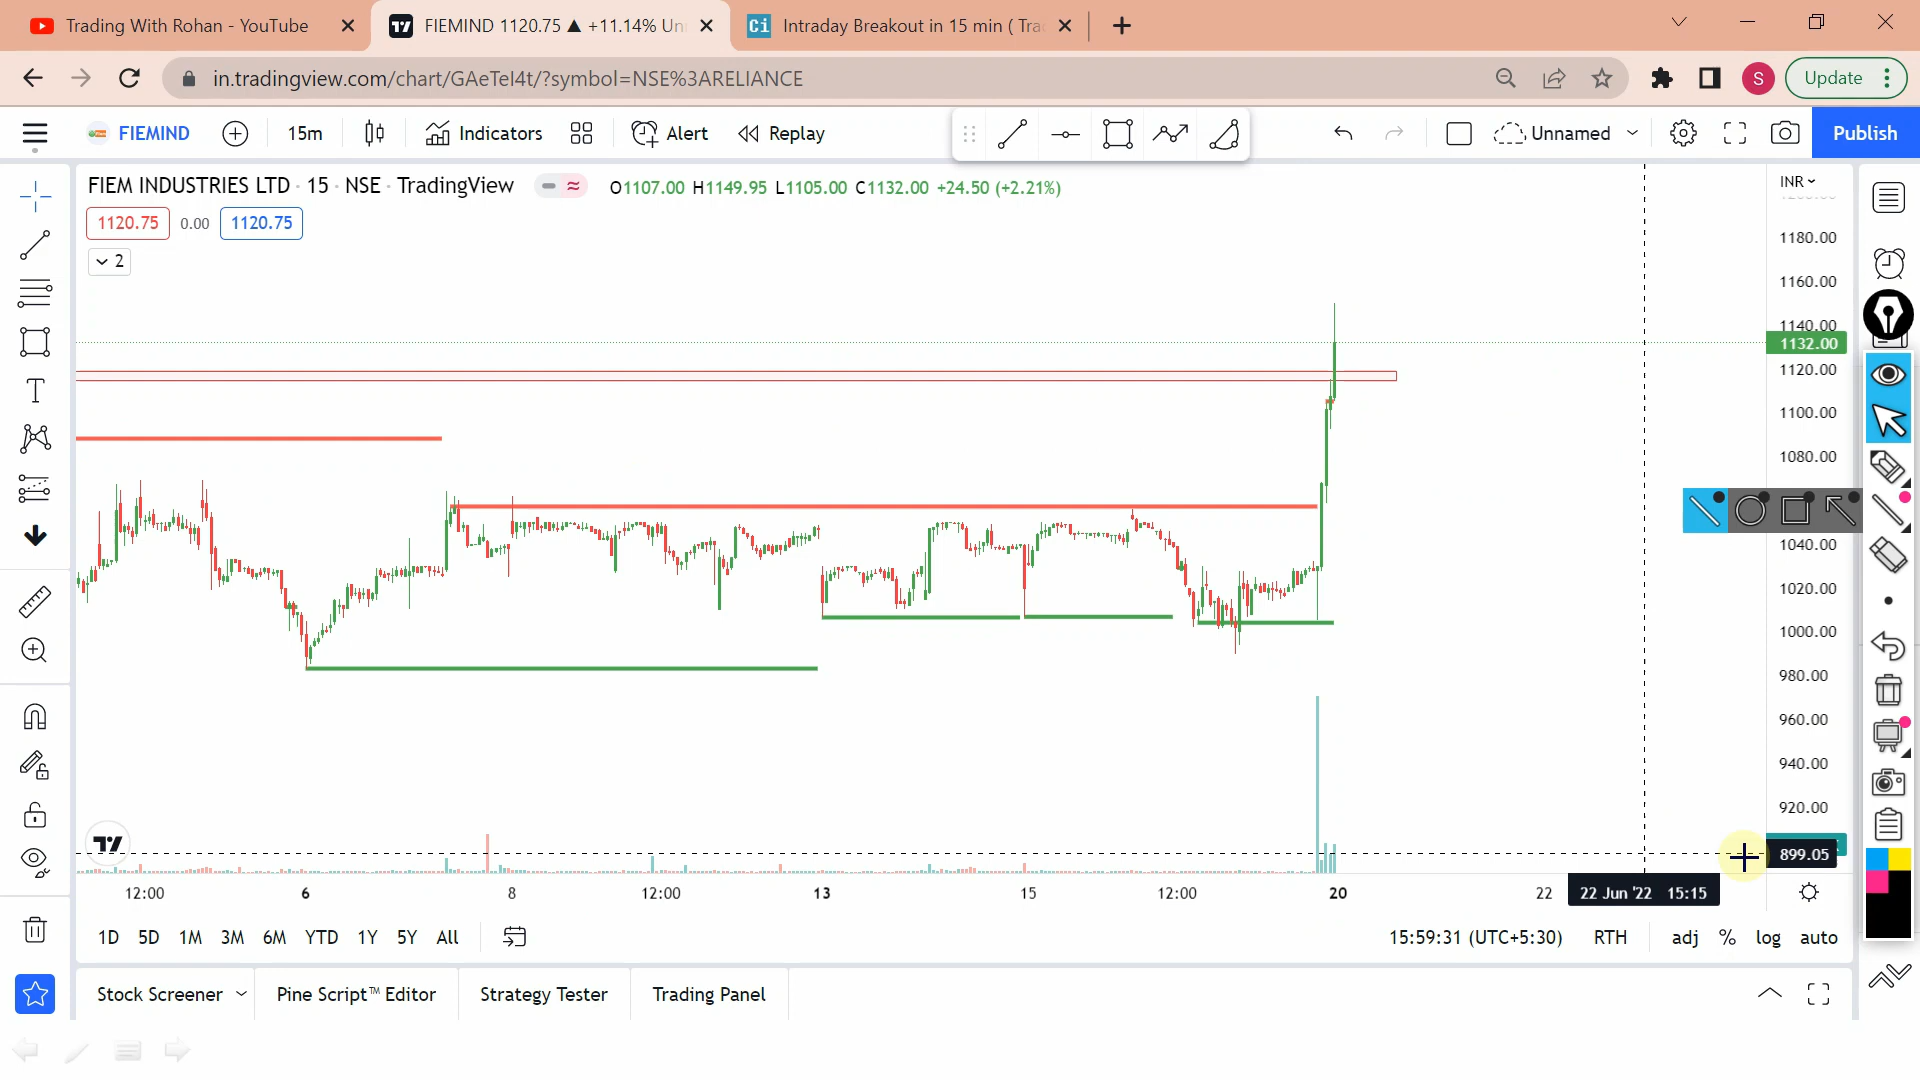 Trading With Rohan - YouTube
FIEMIND 1120.75 ▲ +11.14% Un
Intraday Breakout in 15 min ( Tra
in.tradingview.com/chart/GAeTeI4t/?symbol=NSE%3ARELIANCE
S
Update
FIEMIND
15m
Indicators
Alert
Replay
Unnamed
Publish
FIEM INDUSTRIES LTD · 15 · NSE · TradingView
O1107.00 H1149.95 L1105.00 C1132.00 +24.50 (+2.21%)
INR
1120.75
0.00
1120.75
2
1180.00
1160.00
1140.00
1132.00
1120.00
1100.00
1080.00
1040.00
1020.00
1000.00
980.00
960.00
940.00
920.00
899.05
12:00
6
8
12:00
13
15
12:00
20
22
22 Jun '22 15:15
1D 5D 1M 3M 6M YTD 1Y 5Y All
15:59:31 (UTC+5:30)
RTH
adj % log auto
Stock Screener
Pine Script™ Editor
Strategy Tester
Trading Panel